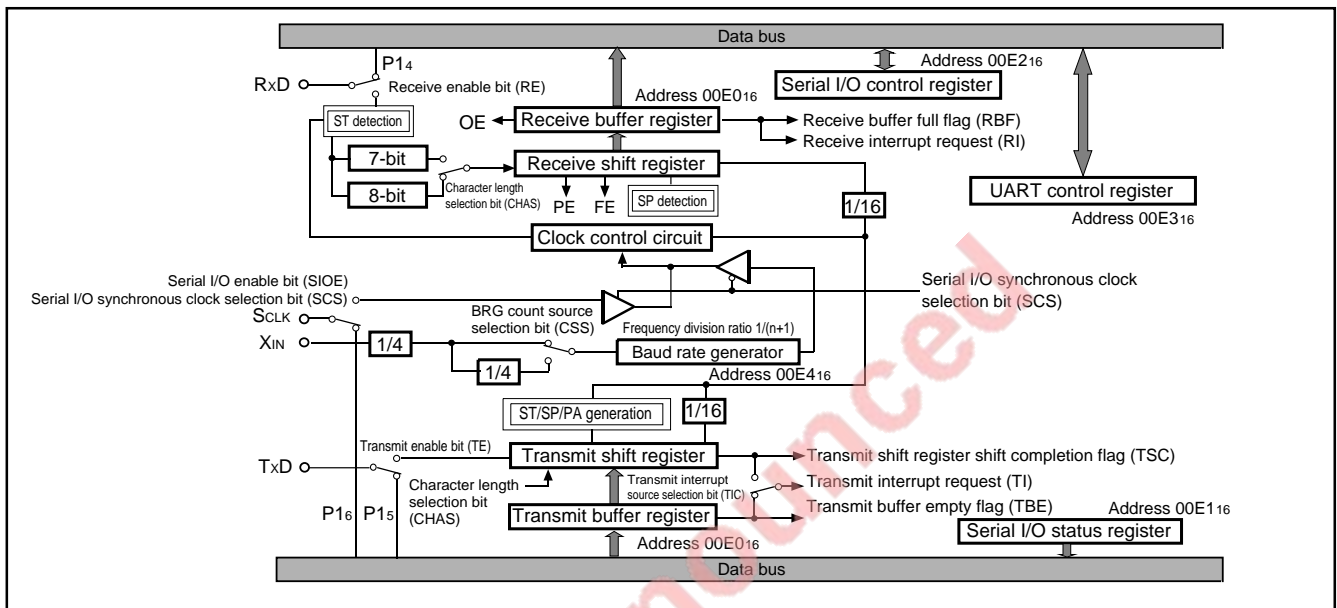 Data bus
P14
RxD
Receive enable bit (RE)
Address 00E216
Serial I/O control register
Address 00E016
ST detection
OE
Receive buffer register
Receive buffer full flag (RBF)
Receive interrupt request (RI)
7-bit
Receive shift register
8-bit
Character length
selection bit (CHAS)
PE
FE
SP detection
1/16
UART control register
Address 00E316
Clock control circuit
Serial I/O enable bit (SIOE)
Serial I/O synchronous clock selection bit (SCS)
Serial I/O synchronous clock
selection bit (SCS)
SCLK
BRG count source
selection bit (CSS)
Frequency division ratio 1/(n+1)
XIN
1/4
Baud rate generator
1/4
Address 00E416
ST/SP/PA generation
1/16
Transmit enable bit (TE)
Transmit shift register
Transmit shift register shift completion flag (TSC)
TxD
Character length
selection bit
(CHAS)
Transmit interrupt
source selection bit (TIC)
Transmit interrupt request (TI)
P16
P15
Transmit buffer register
Transmit buffer empty flag (TBE)
Address 00E116
Serial I/O status register
Address 00E016
Data bus
ounced